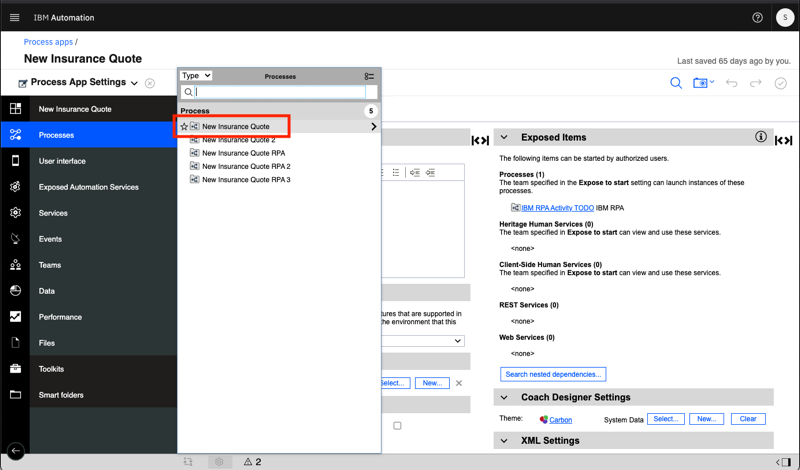 IBM Automation
S
Process apps /
New Insurance Quote
Last saved 65 days ago by you.
Process App Settings
Type
Processes
New Insurance Quote
Processes
User interface
Exposed Automation Services
Services
Events
Teams
Data
Performance
Files
Toolkits
Smart folders
Process
5
New Insurance Quote
New Insurance Quote 2
New Insurance Quote RPA
New Insurance Quote RPA 2
New Insurance Quote RPA 3
tures that are supported in
the environment that this
Select...
New...
Exposed Items
The following items can be started by authorized users.
Processes (1)
The team specified in the Expose to start setting can launch instances of these
processes.
IBM RPA Activity TODO IBM RPA
Heritage Human Services (0)
The team specified in Expose to start can view and use these services.
<none>
Client-Side Human Services (0)
The team specified in Expose to start can view and use these services.
<none>
REST Services (0)
<none>
Web Services (0)
<none>
Search nested dependencies...
Coach Designer Settings
Theme: Carbon System Data Select... New... Clear
XML Settings
2